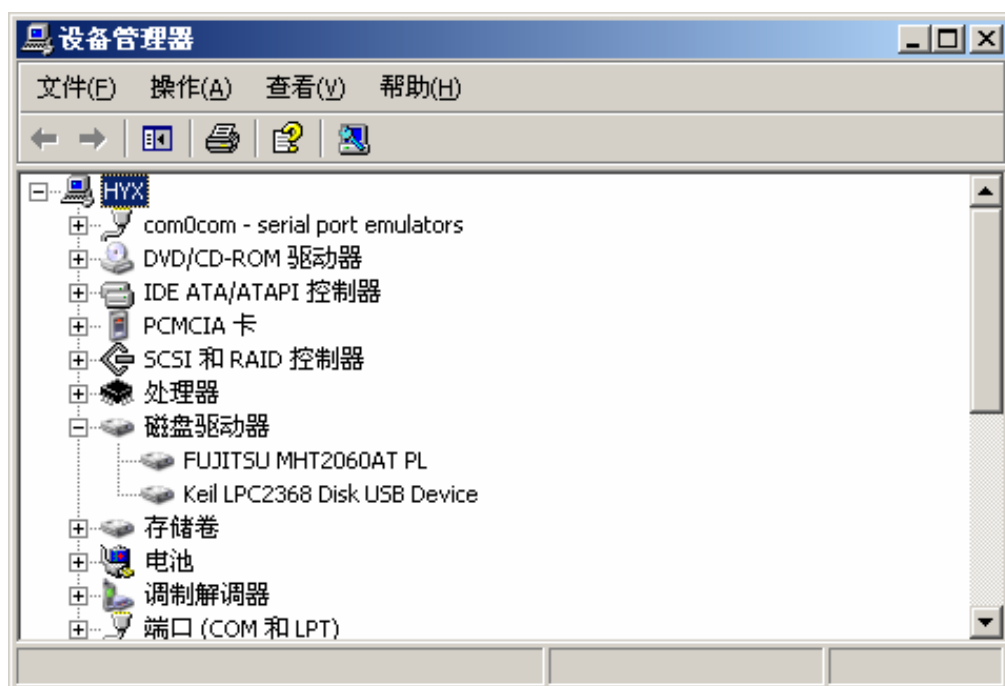 设备管理器
文件(F) 操作(A) 查看(V) 帮助(H)
HYX
com0com - serial port emulators
DVD/CD-ROM 驱动器
IDE ATA/ATAPI 控制器
PCMCIA 卡
SCSI 和 RAID 控制器
处理器
磁盘驱动器
FUJITSU MHT2060AT PL
Keil LPC2368 Disk USB Device
存储卷
电池
调制解调器
端口 (COM 和 LPT)